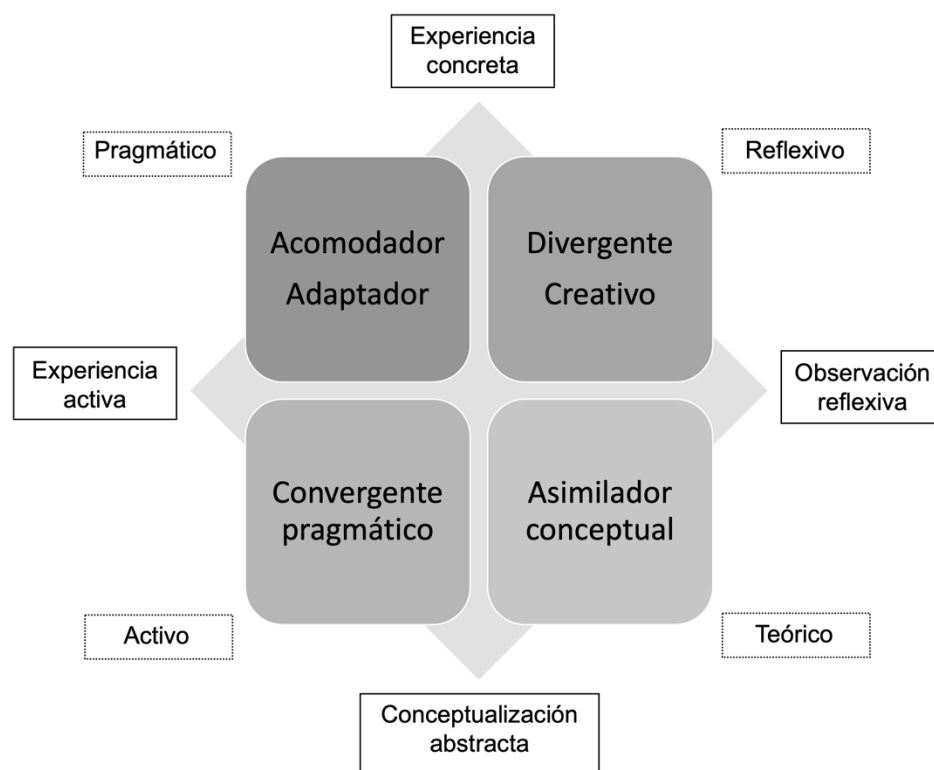 Experiencia
concreta
Pragmático
Reflexivo
Acomodador
Adaptador
Divergente
Creativo
Experiencia
activa
Observación
reflexiva
Convergente
pragmático
Asimilador
conceptual
Activo
Teórico
Conceptualización
abstracta